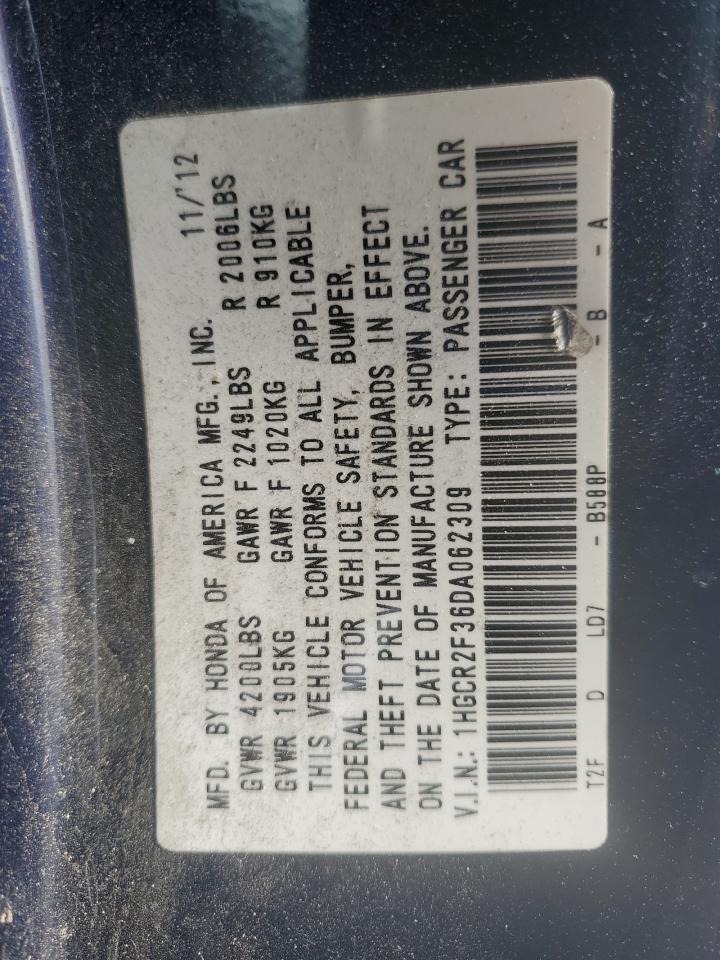 MFD. BY HONDA OF AMERICA MFG., INC. 11/'12
GVWR 4200LBS GAWR F 2249LBS R 2006LBS
GVWR 1905KG GAWR F 1020KG R 910KG
THIS VEHICLE CONFORMS TO ALL APPLICABLE
FEDERAL MOTOR VEHICLE SAFETY, BUMPER,
AND THEFT PREVENTION STANDARDS IN EFFECT
ON THE DATE OF MANUFACTURE SHOWN ABOVE.
V.I.N.: 1HGCR2F36DA062309 TYPE: PASSENGER CAR
T2F D LD7 - B588P - B - A